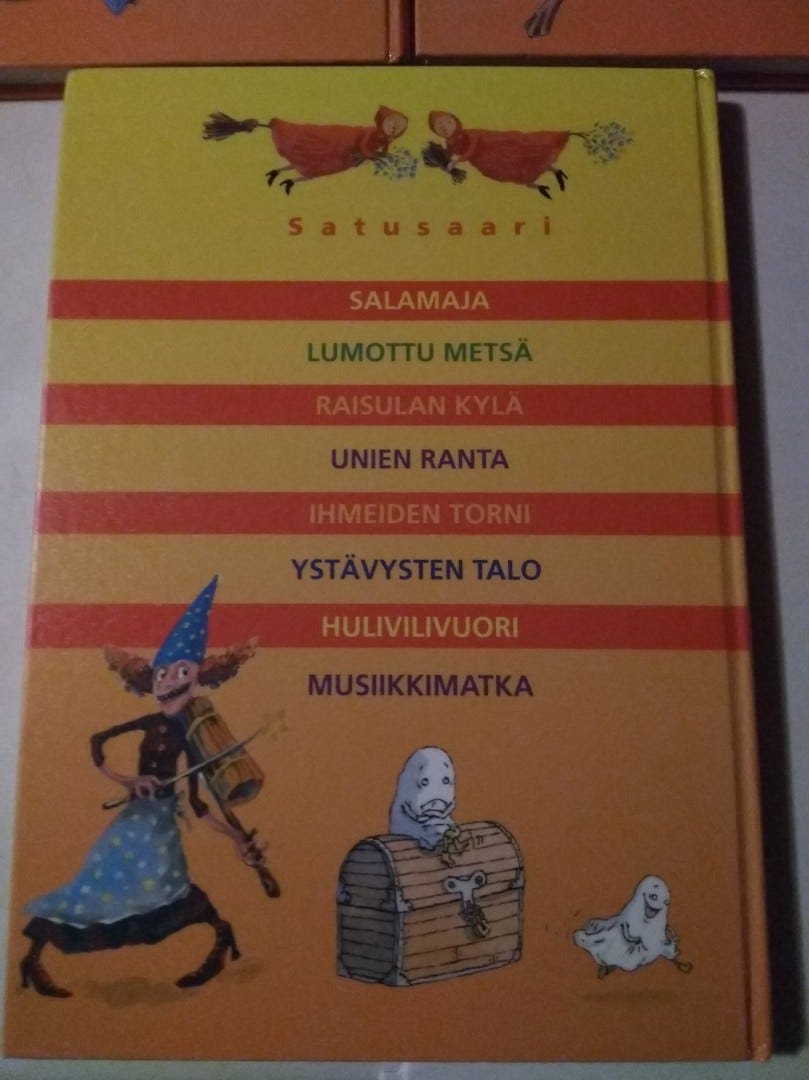 Satusaari
SALAMAJA
LUMOTTU METSÄ
RAISULAN KYLÄ
UNIEN RANTA
IHMEIDEN TORNI
YSTÄVYSTEN TALO
HULIVILIVUORI
MUSIIKKIMATKA